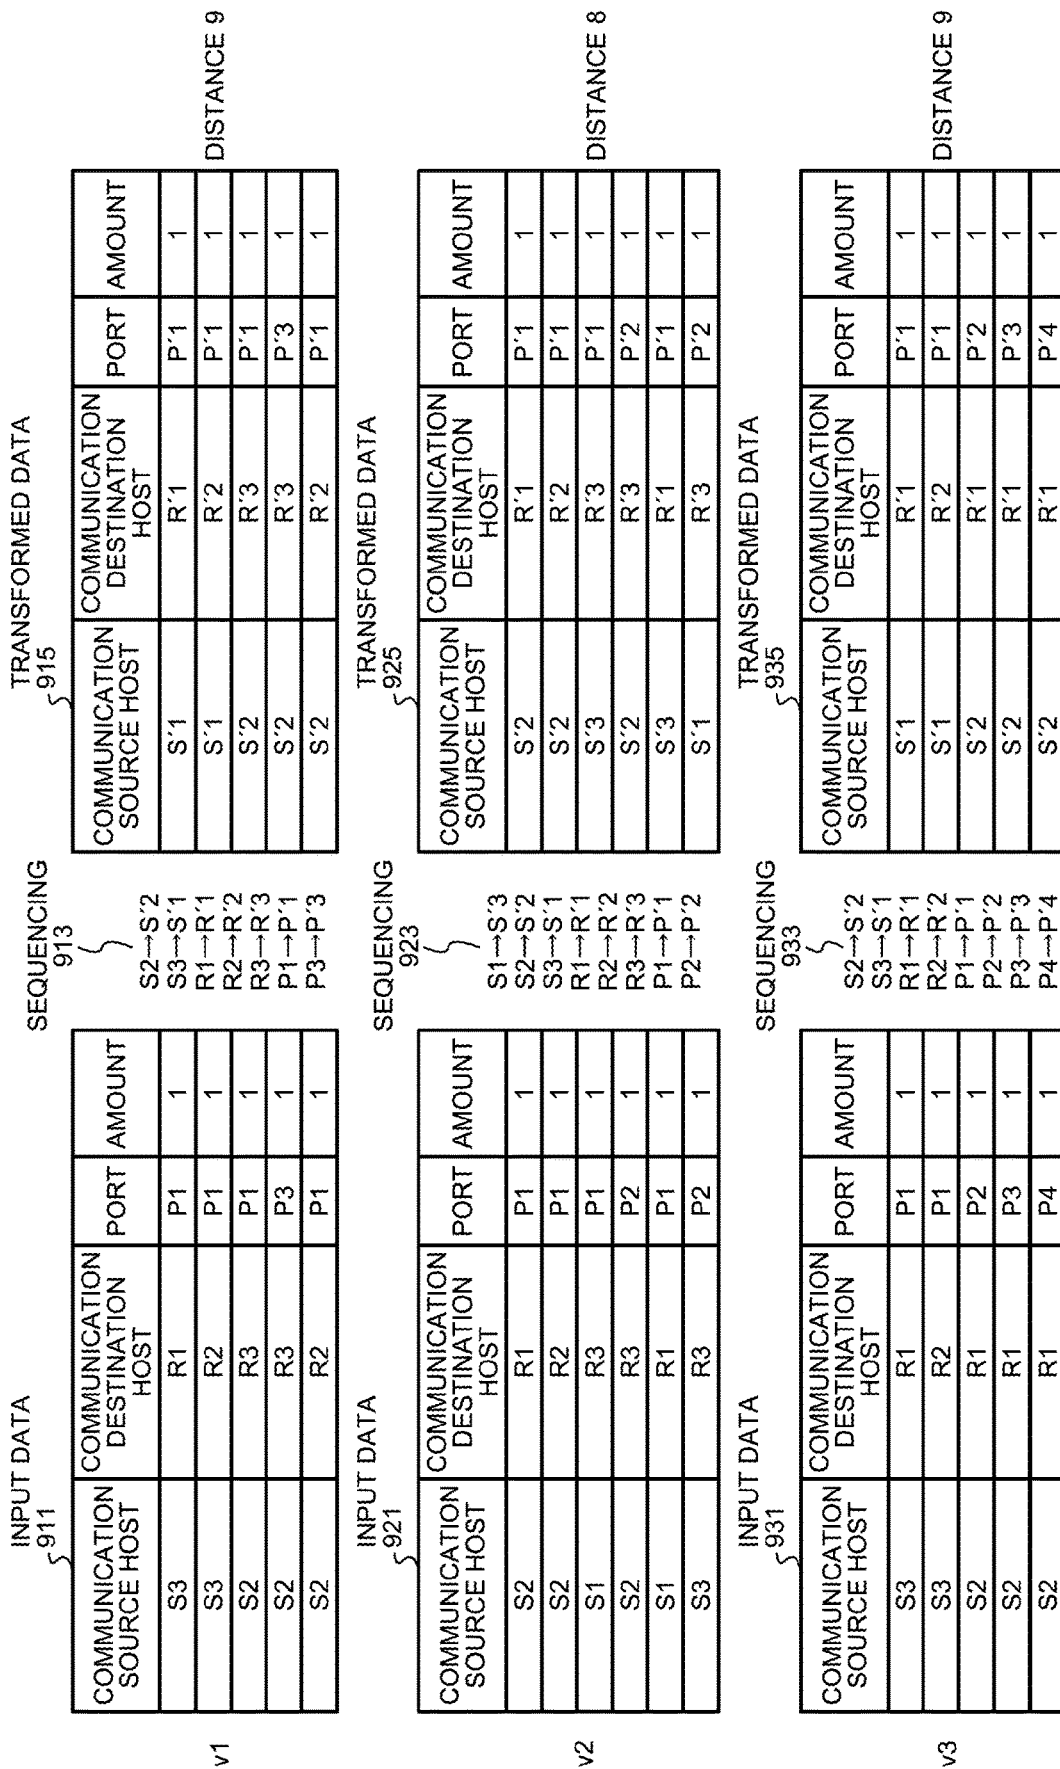 v1
INPUT DATA
911
COMMUNICATION SOURCE HOST COMMUNICATION DESTINATION HOST PORT AMOUNT
S3 R1 P1 1
S3 R2 P1 1
S2 R3 P1 1
S2 R3 P3 1
S2 R2 P1 1
SEQUENCING
913
S2→S´2
S3→S´1
R1→R´1
R2→R´2
R3→R´3
P1→P´1
P3→P´3
TRANSFORMED DATA
915
COMMUNICATION SOURCE HOST COMMUNICATION DESTINATION HOST PORT AMOUNT
S´1 R´1 P´1 1
S´1 R´2 P´1 1
S´2 R´3 P´1 1
S´2 R´3 P´3 1
S´2 R´2 P´1 1
DISTANCE 9
v2
INPUT DATA
921
COMMUNICATION SOURCE HOST COMMUNICATION DESTINATION HOST PORT AMOUNT
S2 R1 P1 1
S2 R2 P1 1
S1 R3 P1 1
S2 R3 P2 1
S1 R1 P1 1
S3 R3 P2 1
SEQUENCING
923
S1→S´3
S2→S´2
S3→S´1
R1→R´1
R2→R´2
R3→R´3
P1→P´1
P2→P´2
TRANSFORMED DATA
925
COMMUNICATION SOURCE HOST COMMUNICATION DESTINATION HOST PORT AMOUNT
S´2 R´1 P´1 1
S´2 R´2 P´1 1
S´3 R´3 P´1 1
S´2 R´3 P´2 1
S´3 R´1 P´1 1
S´1 R´3 P´2 1
DISTANCE 8
v3
INPUT DATA
931
COMMUNICATION SOURCE HOST COMMUNICATION DESTINATION HOST PORT AMOUNT
S3 R1 P1 1
S3 R2 P1 1
S2 R1 P2 1
S2 R1 P3 1
S2 R1 P4 1
SEQUENCING
933
S2→S´2
S3→S´1
R1→R´1
R2→R´2
P1→P´1
P2→P´2
P3→P´3
P4→P´4
TRANSFORMED DATA
935
COMMUNICATION SOURCE HOST COMMUNICATION DESTINATION HOST PORT AMOUNT
S´1 R´1 P´1 1
S´1 R´2 P´1 1
S´2 R´1 P´2 1
S´2 R´1 P´3 1
S´2 R´1 P´4 1
DISTANCE 9